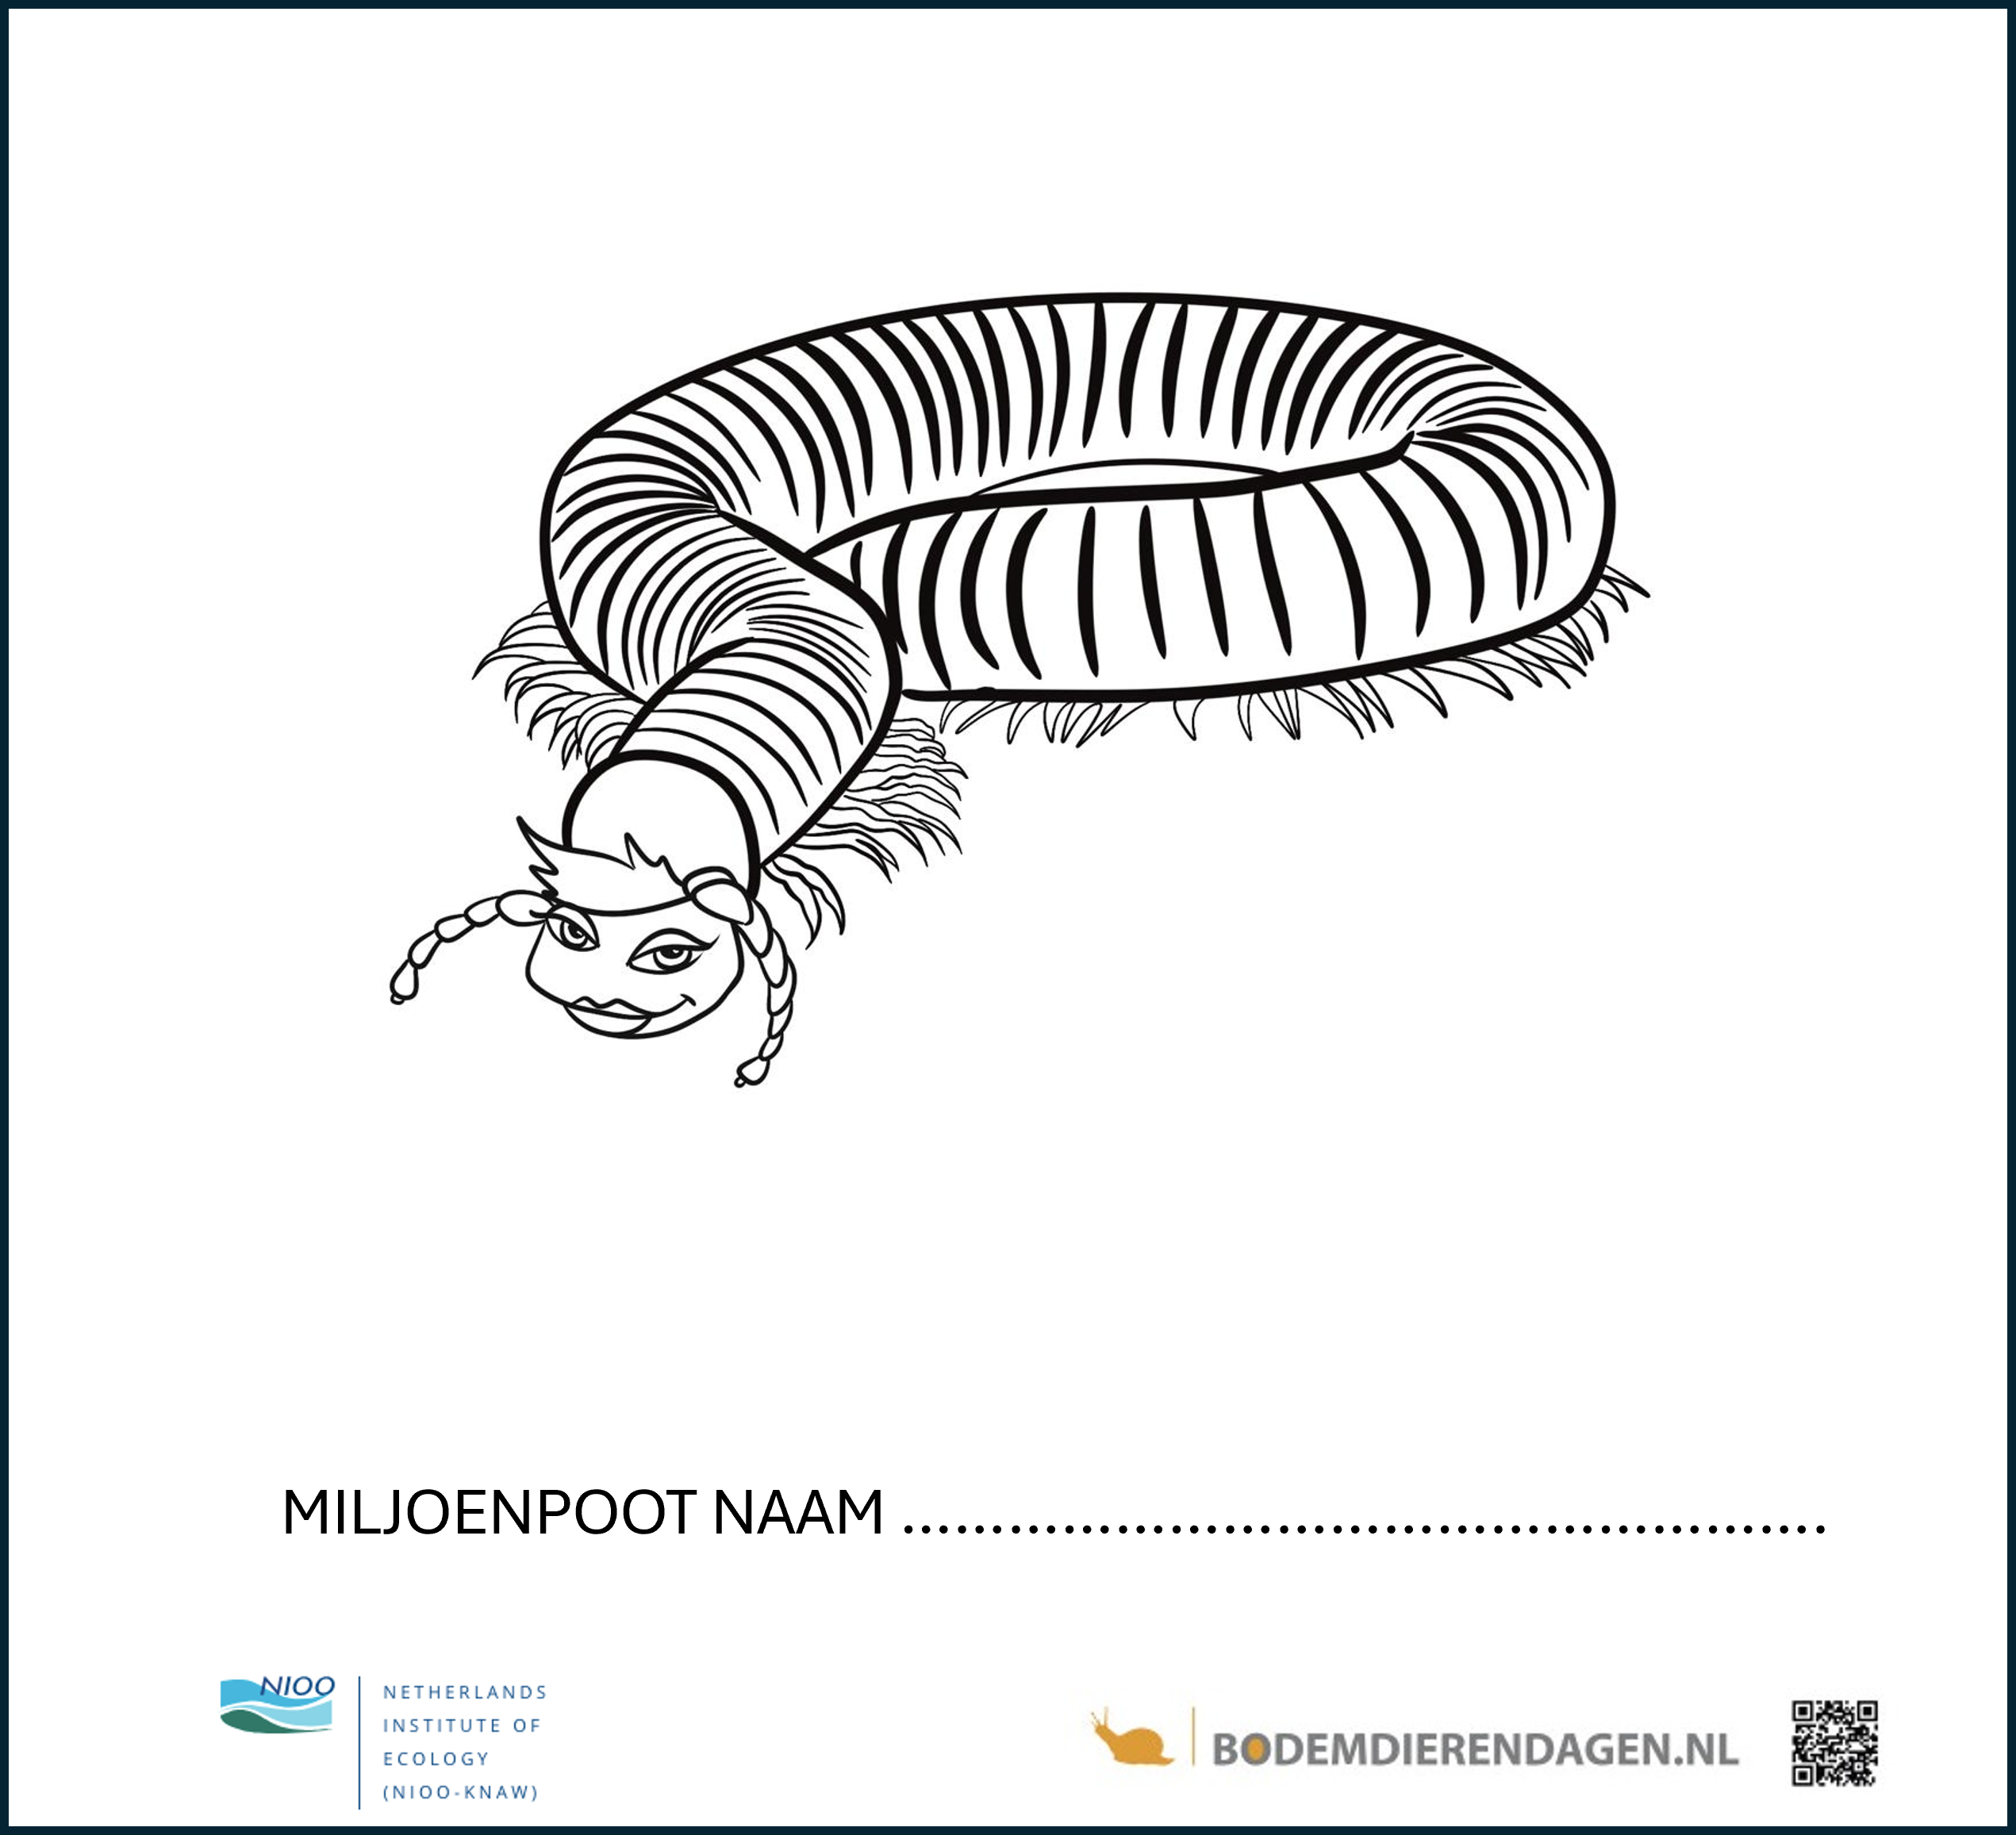 MILJOENPOOT NAAM ....................................................
NIOO
NETHERLANDS
INSTITUTE OF
ECOLOGY
(NIOO-KNAW)
BODEMDIERENDAGEN.NL